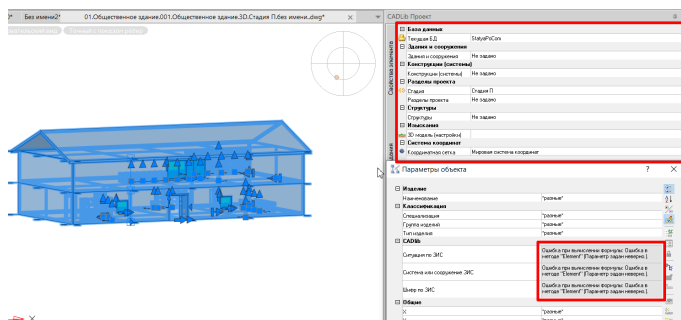 Без имени2*
01.Общественное здание.001.Общественное здание.3D.Стадия П.без имени..dwg*
CADLib Проект
База данных
Текущая БД StatyaPoCom
Здания и сооружения
Здания и сооружения Не задано
Конструкции (системы)
Конструкции (системы) Не задано
Разделы проекта
Стадия Стадия П
Разделы проекта Не задано
Структуры
Структуры Не задано
Изыскания
3D модель (настройки)
Система координат
Координатная сетка Мировая система координат
Свойства элемента
Параметры объекта
Изделие
Наименование *разные*
Классификация
Специализация *разные*
Группа изделия *разные*
Тип изделия *разные*
CADlib
Ситуация по ЗИС Ошибка при вычислении формулы: Ошибка в методе "Element" (Параметр задан неверно.).
Система или сооружение ЗИС Ошибка при вычислении формулы: Ошибка в методе "Element" (Параметр задан неверно.).
Шифр по ЗИС Ошибка при вычислении формулы: Ошибка в методе "Element" (Параметр задан неверно.).
Общие
X *разные*